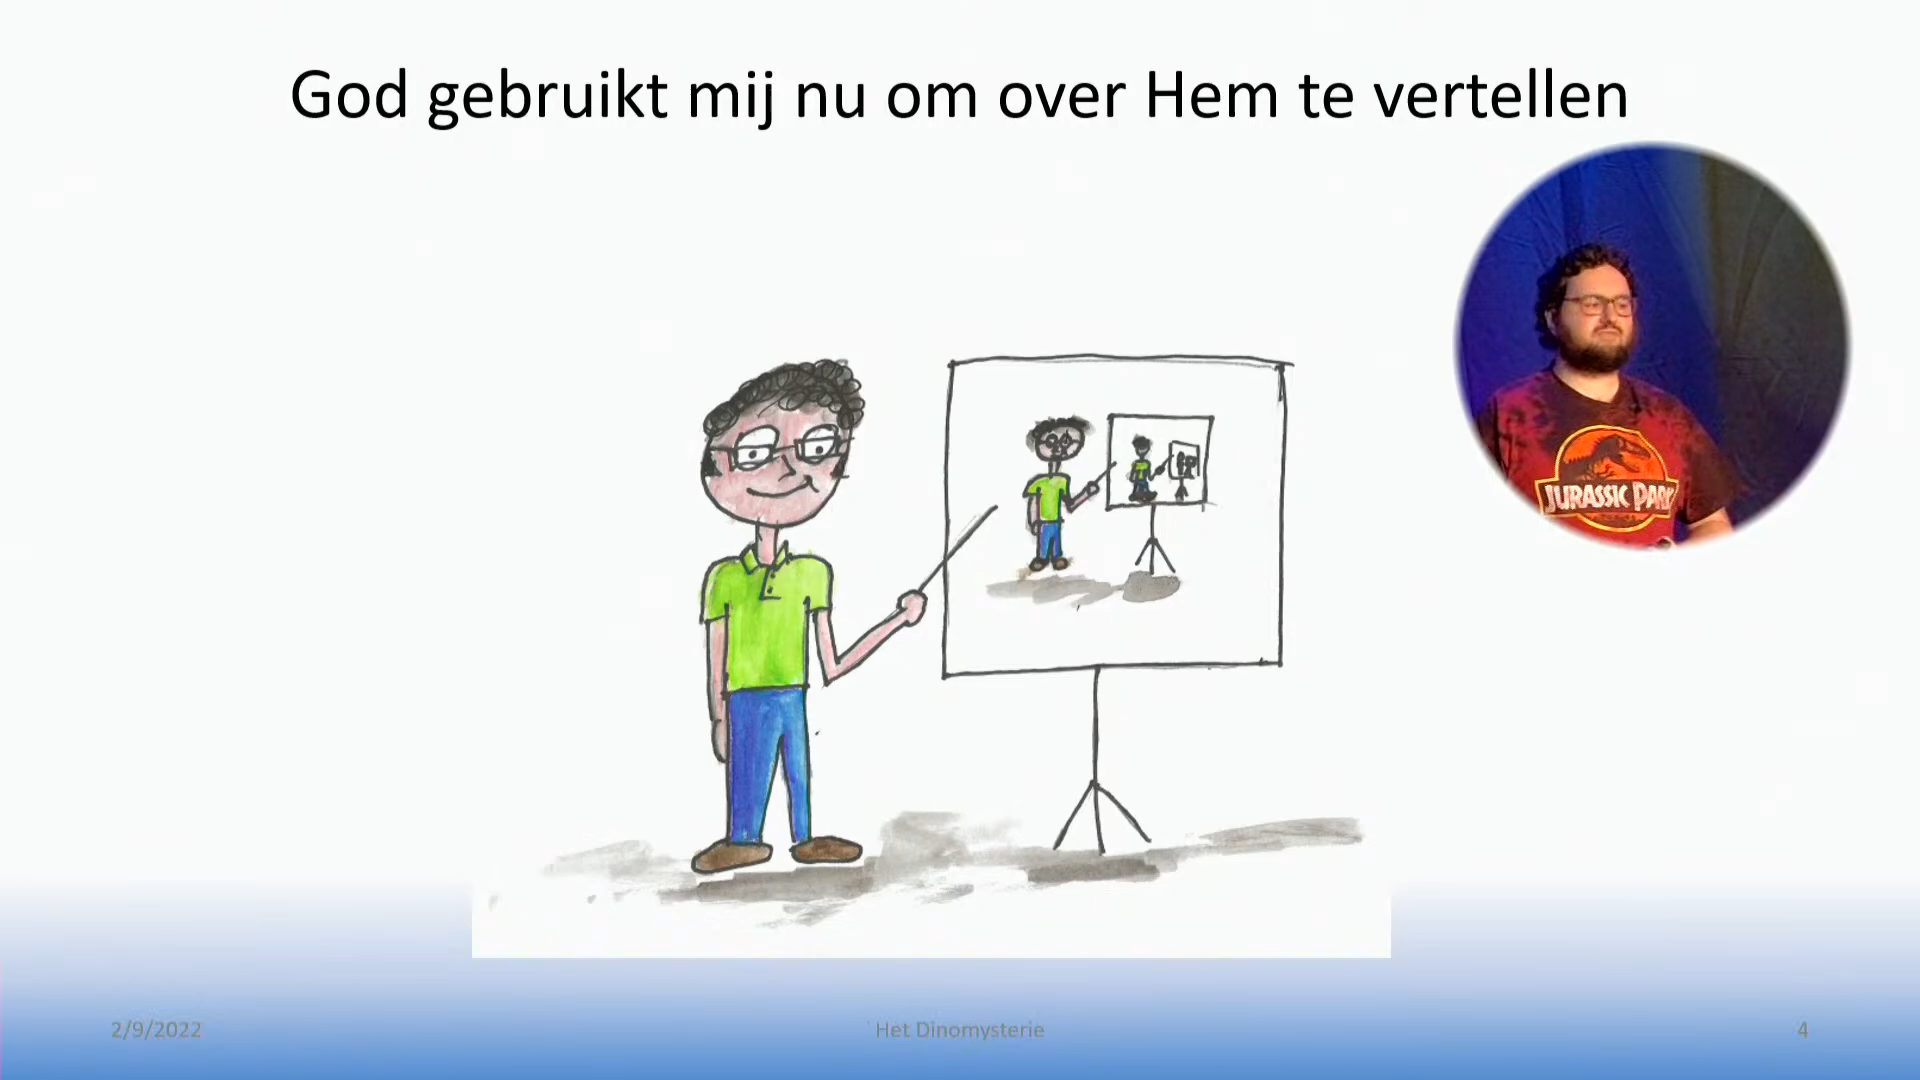 God gebruikt mij nu om over Hem te vertellen
JURASSIC PARK
2/9/2022
Het Dinomysterie
4